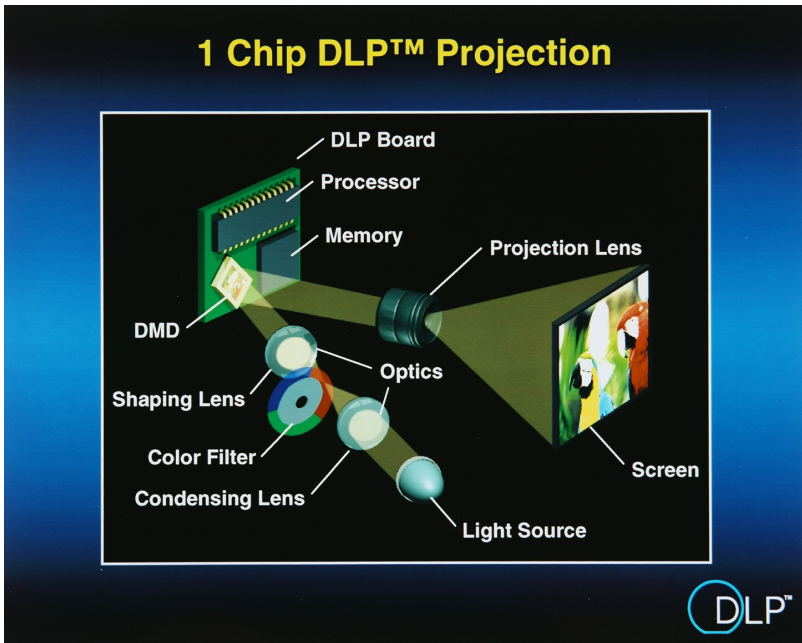 1 Chip DLP™ Projection
DLP Board
Processor
Memory
Projection Lens
DMD
Optics
Shaping Lens
Color Filter
Condensing Lens
Screen
Light Source
DLP™